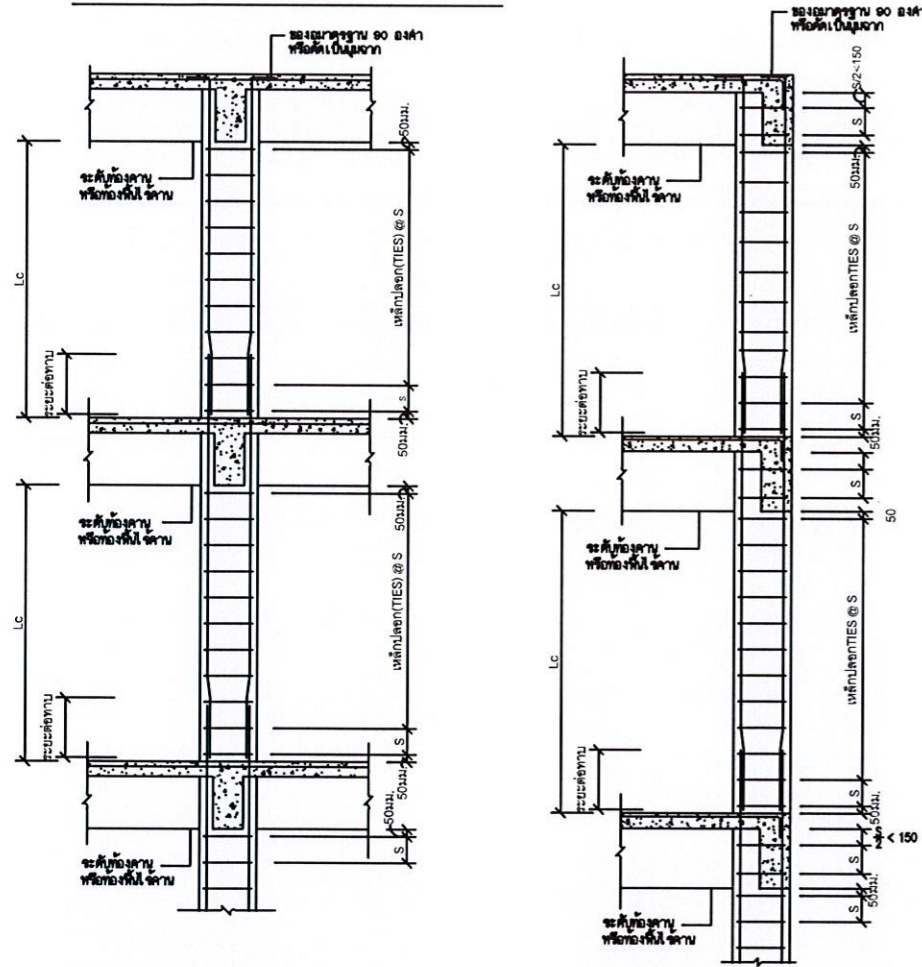 ของอมาตรฐาน 90 องศา
หรือดัดเป็นมุมฉาก
50มม.
ระดับท้องคาน
หรือท้องพื้นไร้คาน
Lc
เหล็กปลอก(TIES) @ S
ระยะต่อทาบ
S
50มม.
ระดับท้องคาน
หรือท้องพื้นไร้คาน
50มม.
Lc
เหล็กปลอก(TIES) @ S
ระยะต่อทาบ
S
50มม.
50มม.
S
ระดับท้องคาน
หรือท้องพื้นไร้คาน
ของอมาตรฐาน 90 องศา
หรือดัดเป็นมุมฉาก
S/2<150
S
50มม.
ระดับท้องคาน
หรือท้องพื้นไร้คาน
Lc
เหล็กปลอกTIES @ S
ระยะต่อทาบ
S
50มม.
S
50
ระดับท้องคาน
หรือท้องพื้นไร้คาน
Lc
เหล็กปลอกTIES @ S
ระยะต่อทาบ
S
50มม.
< 150
S
50มม.
S
ระดับท้องคาน
หรือท้องพื้นไร้คาน